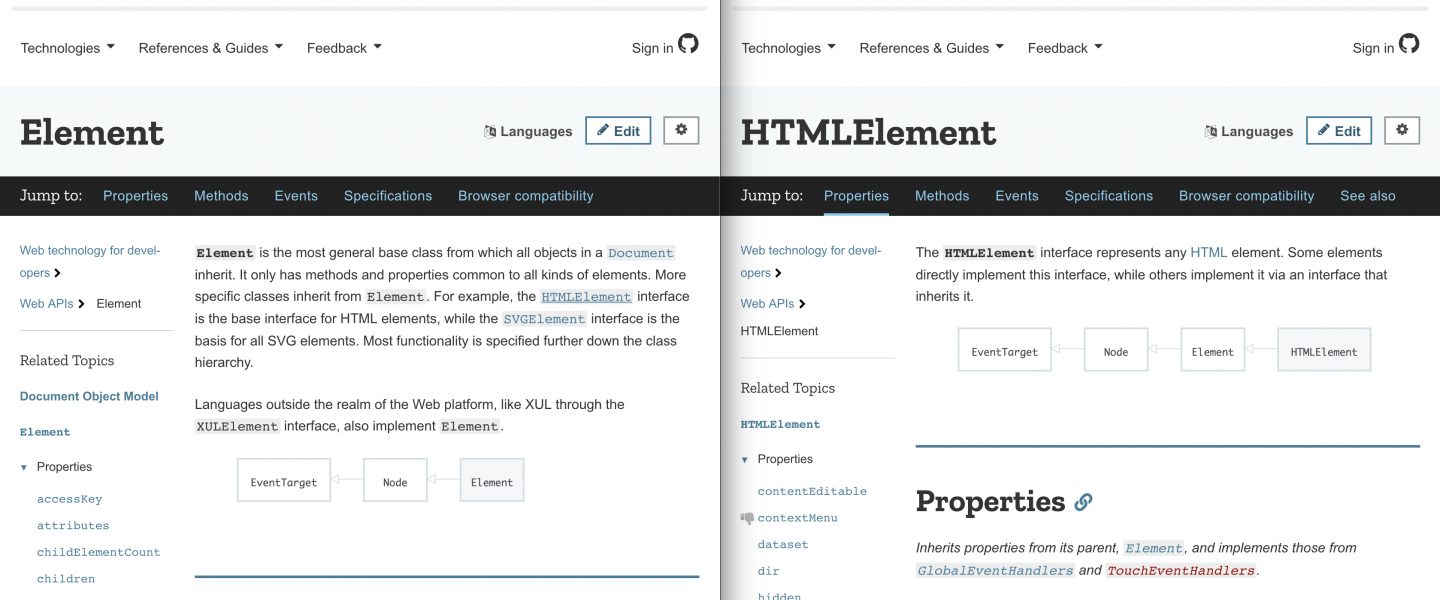 Technologies References & Guides Feedback Sign in
Element
Languages Edit
Jump to: Properties Methods Events Specifications Browser compatibility
Web technology for devel-
opers
Web APIs Element
Related Topics
Document Object Model
Element
Properties
accessKey
attributes
childElementCount
children
Element is the most general base class from which all objects in a Document
inherit. It only has methods and properties common to all kinds of elements. More
specific classes inherit from Element. For example, the HTMLElement interface
is the base interface for HTML elements, while the SVGElement interface is the
basis for all SVG elements. Most functionality is specified further down the class
hierarchy.
Languages outside the realm of the Web platform, like XUL through the
XULElement interface, also implement Element.
EventTarget Node Element
Technologies References & Guides Feedback Sign in
HTMLElement
Languages Edit
Jump to: Properties Methods Events Specifications Browser compatibility See also
Web technology for devel-
opers
Web APIs
HTMLElement
Related Topics
HTMLElement
Properties
contentEditable
contextMenu
dataset
dir
hidden
The HTMLElement interface represents any HTML element. Some elements
directly implement this interface, while others implement it via an interface that
inherits it.
EventTarget Node Element HTMLElement
Properties
Inherits properties from its parent, Element, and implements those from
GlobalEventHandlers and TouchEventHandlers.